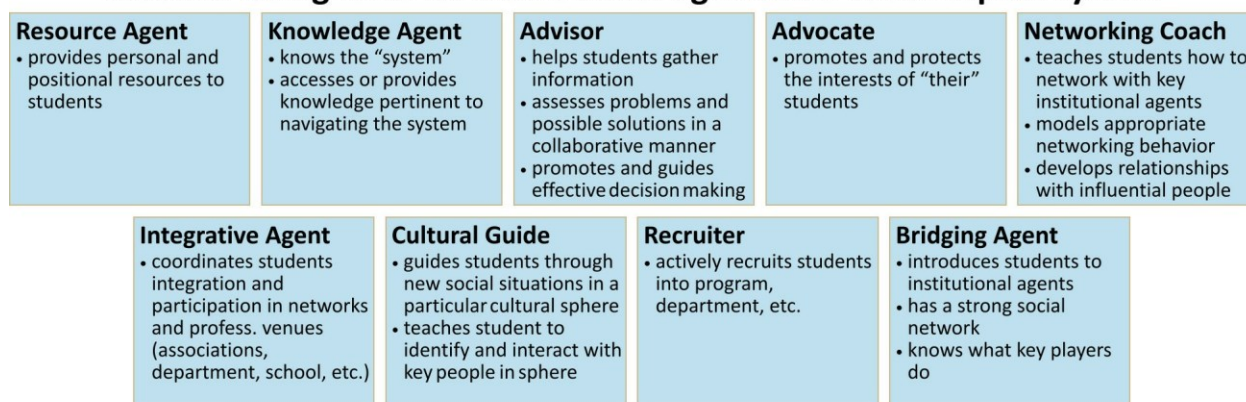 Resource Agent
• provides personal and
positional resources to
students
Knowledge Agent
• knows the “system”
• accesses or provides
knowledge pertinent to
navigating the system
Advisor
• helps students gather
information
• assesses problems and
possible solutions in a
collaborative manner
• promotes and guides
effective decision making
Advocate
• promotes and protects
the interests of “their”
students
Networking Coach
• teaches students how to
network with key
institutional agents
• models appropriate
networking behavior
• develops relationships
with influential people
Integrative Agent
• coordinates students
integration and
participation in networks
and profess. venues
(associations,
department, school, etc.)
Cultural Guide
• guides students through
new social situations in a
particular cultural sphere
• teaches student to
identify and interact with
key people in sphere
Recruiter
• actively recruits students
into program,
department, etc.
Bridging Agent
• introduces students to
institutional agents
• has a strong social
network
• knows what key players
do